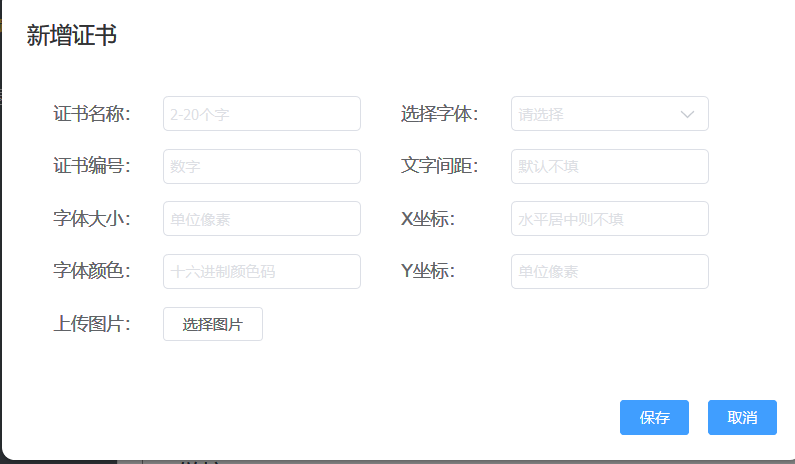 新增证书
证书名称： 2-20个字 选择字体： 请选择
证书编号： 数字 文字间距： 默认不填
字体大小： 单位像素 X坐标： 水平居中则不填
字体颜色： 十六进制颜色码 Y坐标： 单位像素
上传图片： 选择图片
保存 取消